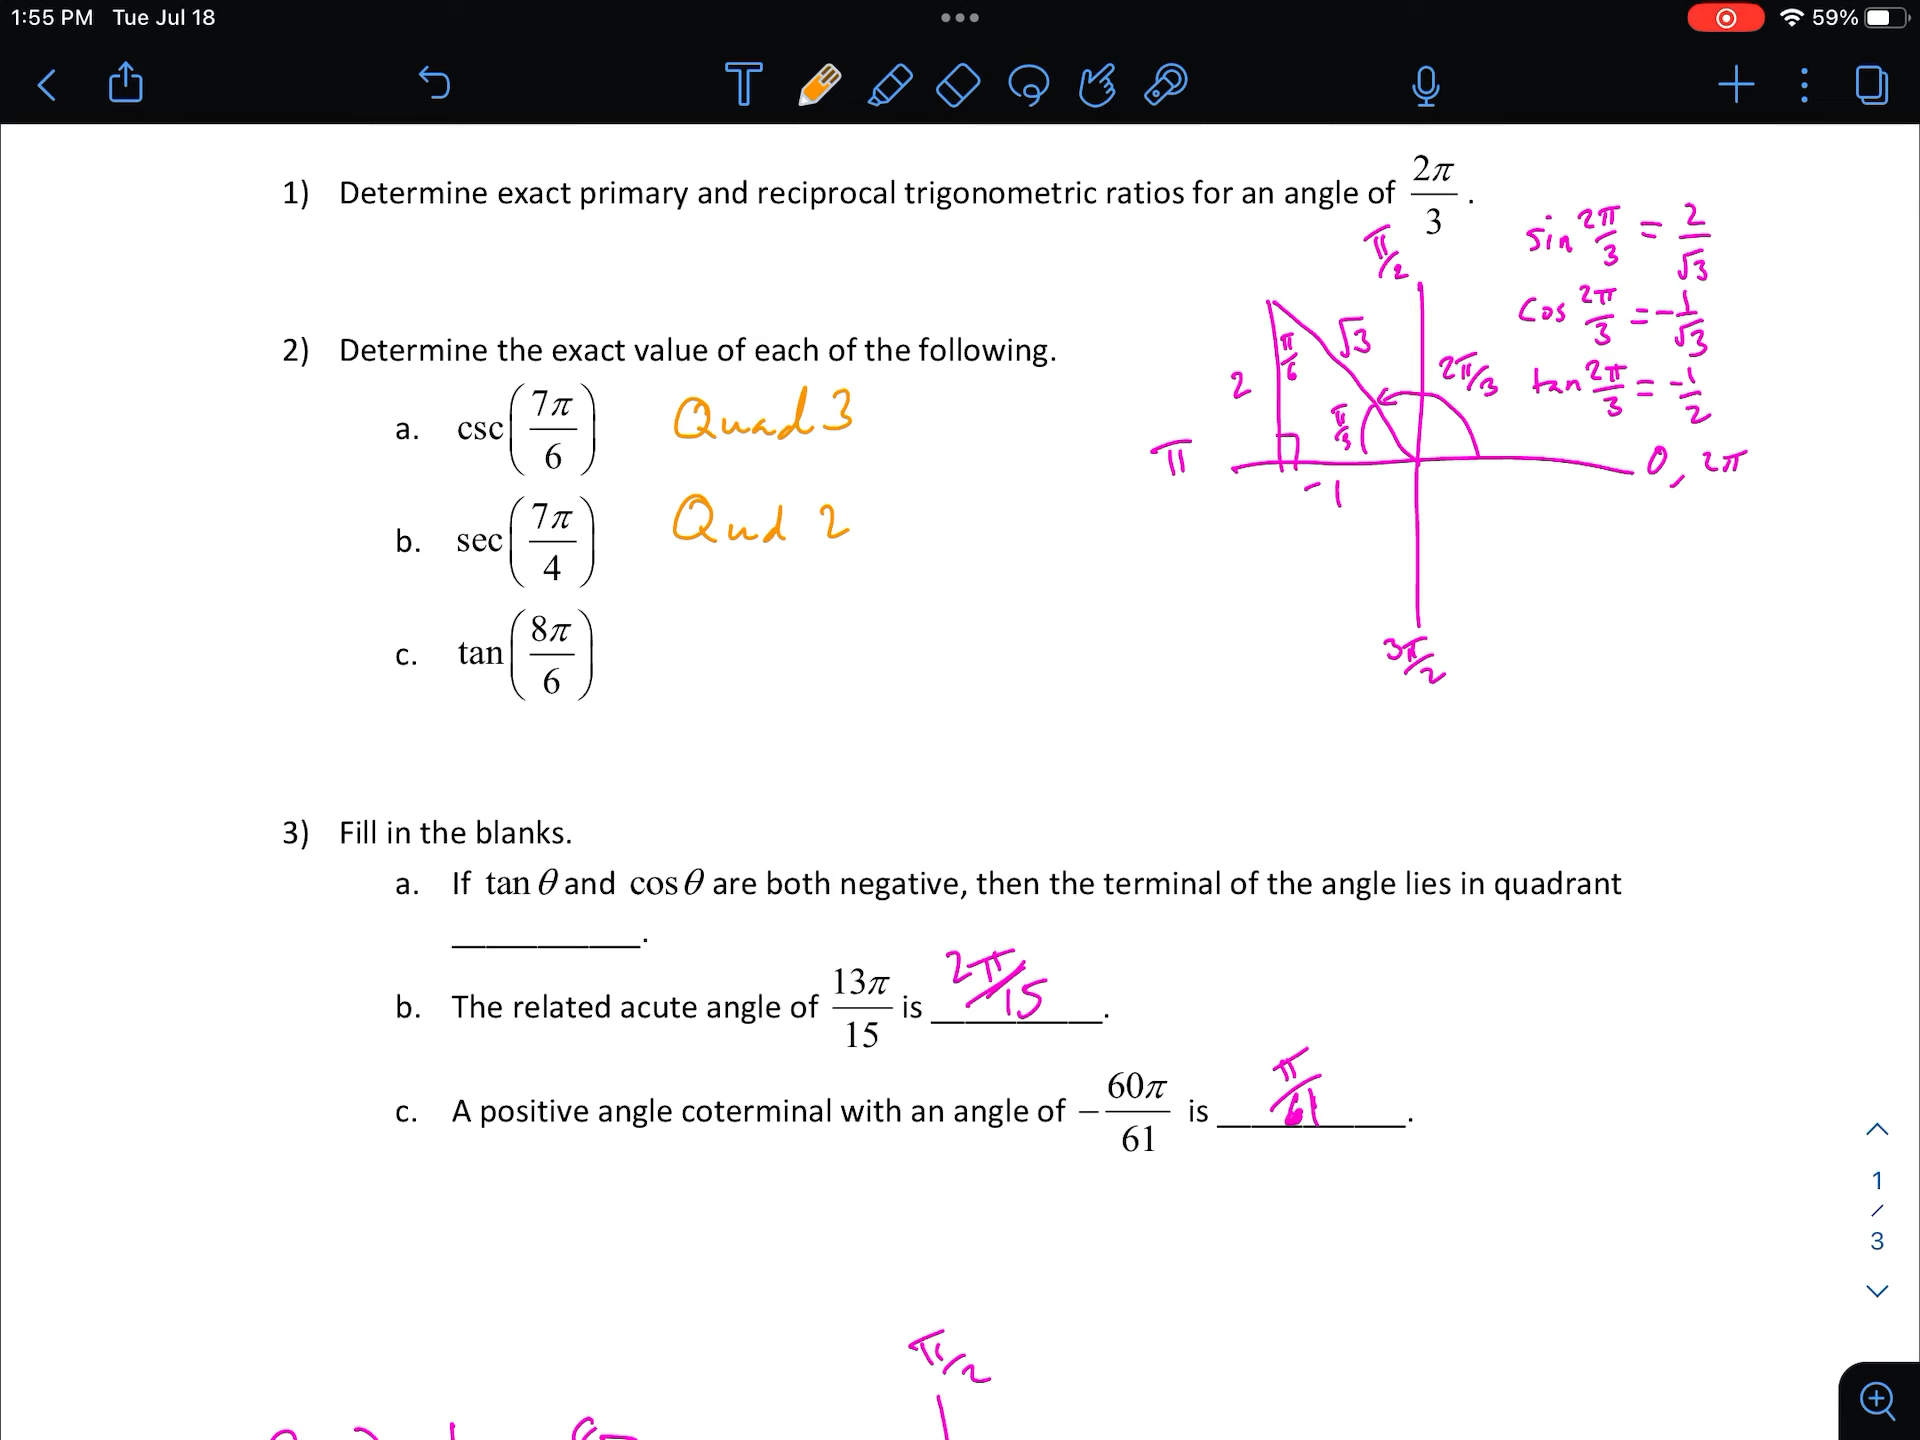 1:55 PM Tue Jul 18
59%
1) Determine exact primary and reciprocal trigonometric ratios for an angle of 2π/3 .
sin 2π/3 = 2/√3
cos 2π/3 = -1/√3
tan 2π/3 = -1/2
π/2
√3
π/6
2
2π/3
π/3
π
-1
0, 2π
3π/2
2) Determine the exact value of each of the following.
a. csc(7π/6) Quad 3
b. sec(7π/4) Qud 2
c. tan(8π/6)
3) Fill in the blanks.
a. If tan θ and cos θ are both negative, then the terminal of the angle lies in quadrant
__________.
b. The related acute angle of 13π/15 is 2π/15.
c. A positive angle coterminal with an angle of −60π/61 is π/61.
1
/
3
π/2